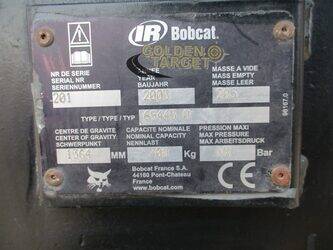 IR Bobcat.
GOLDEN
TARGET
NR DE SERIE
SERIAL NR
SERIENNUMMER
YEAR
BAUJAHR
MASSE A VIDE
MASS EMPTY
MASSE LEER
201
TYPE / TYPE / TYP
CENTRE DE GRAVITE
CENTER OF GRAVITY
SCHWERPUNKT
CAPACITE NOMINALE
NOMINAL CAPACITY
NENNLAST
PRESSION MAXI
MAX PRESSURE
MAX ARBEITSDRUCK
1364 MM
Kg
Bar
Bobcat France S.A.
44160 Pont-Chateau
France
www.bobcat.com